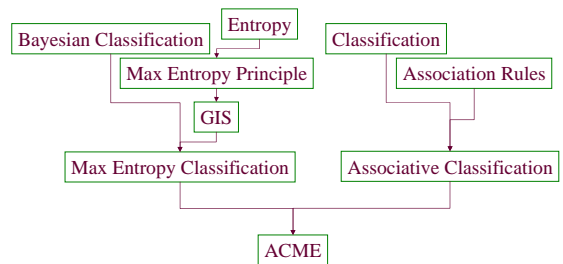 Entropy
Bayesian Classification
Classification
Max Entropy Principle
Association Rules
GIS
Max Entropy Classification
Associative Classification
ACME